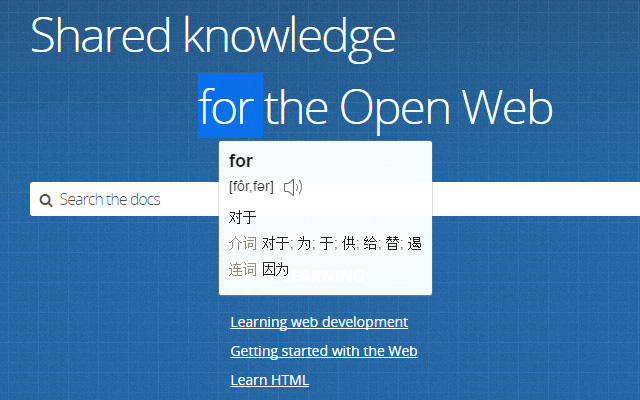 Shared knowledge
for the Open Web
for
[fôr,fər]
Search the docs
对于
介词 对于; 为; 于; 供; 给; 替; 遏
连词 因为
LEARNING
Learning web development
Getting started with the Web
Learn HTML